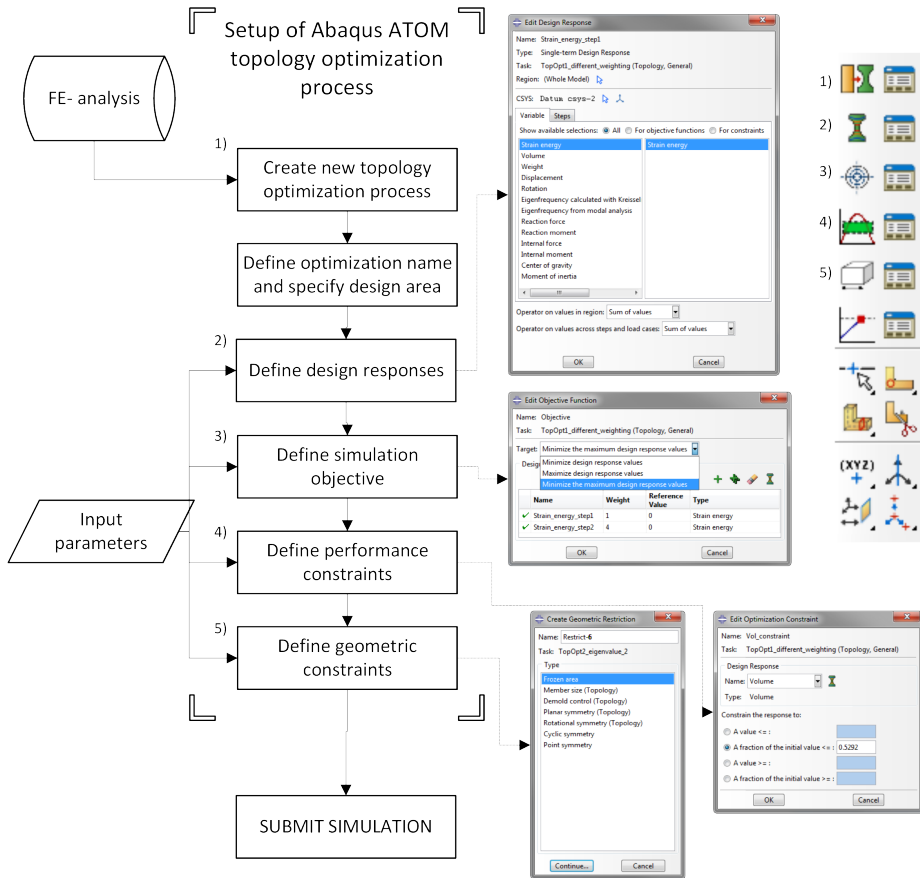 Setup of Abaqus ATOM
topology optimization
process
FE- analysis
1)
Create new topology
optimization process
Define optimization name
and specify design area
2)
Define design responses
3)
Define simulation
objective
Input
parameters
4)
Define performance
constraints
5)
Define geometric
constraints
SUBMIT SIMULATION
Edit Design Response
Name: Strain_energy_step1
Type: Single-term Design Response
Task: TopOpt1_different_weighting (Topology, General)
Region: (Whole Model)
CSYS: Datum csys-2
Variable Steps
Show available selections: All For objective functions For constraints
Strain energy Strain energy
Volume
Weight
Displacement
Rotation
Eigenfrequency calculated with Kreissel
Eigenfrequency from modal analysis
Reaction force
Reaction moment
Internal force
Internal moment
Center of gravity
Moment of inertia
Operator on values in region: Sum of values
Operator on values across steps and load cases: Sum of values
OK Cancel
Edit Objective Function
Name: Objective
Task: TopOpt1_different_weighting (Topology, General)
Target: Minimize the maximum design response values
Desig
Minimize design response values
Maximize design response values
Minimize the maximum design response values
Name Weight Reference Value Type
Strain_energy_step1 1 0 Strain energy
Strain_energy_step2 4 0 Strain energy
OK Cancel
Create Geometric Restriction
Name: Restrict-6
Task: TopOpt2_eigenvalue_2
Type
Frozen area
Member size (Topology)
Demold control (Topology)
Planar symmetry (Topology)
Rotational symmetry (Topology)
Cyclic symmetry
Point symmetry
Continue... Cancel
Edit Optimization Constraint
Name: Vol_constraint
Task: TopOpt1_different_weighting (Topology, General)
Design Response
Name: Volume
Type: Volume
Constrain the response to:
A value <= :
A fraction of the initial value <= : 0.5292
A value >= :
A fraction of the initial value >= :
OK Cancel
1)
2)
3)
4)
5)
(XYZ)